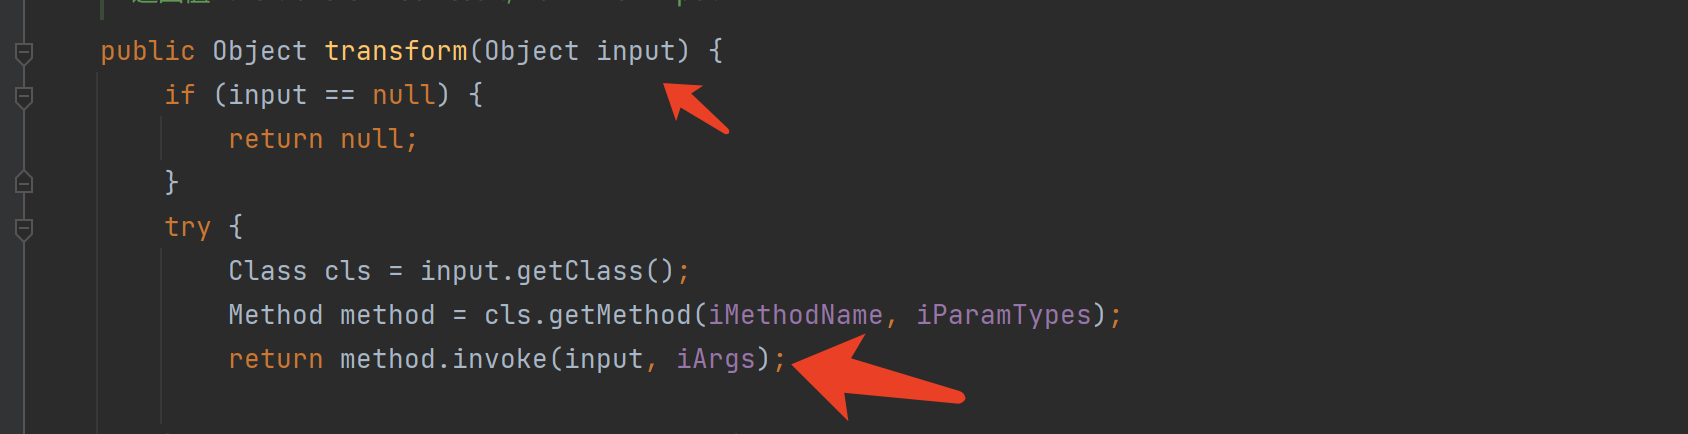 public Object transform(Object input) {
if (input == null) {
return null;
}
try {
Class cls = input.getClass();
Method method = cls.getMethod(iMethodName, iParamTypes);
return method.invoke(input, iArgs);